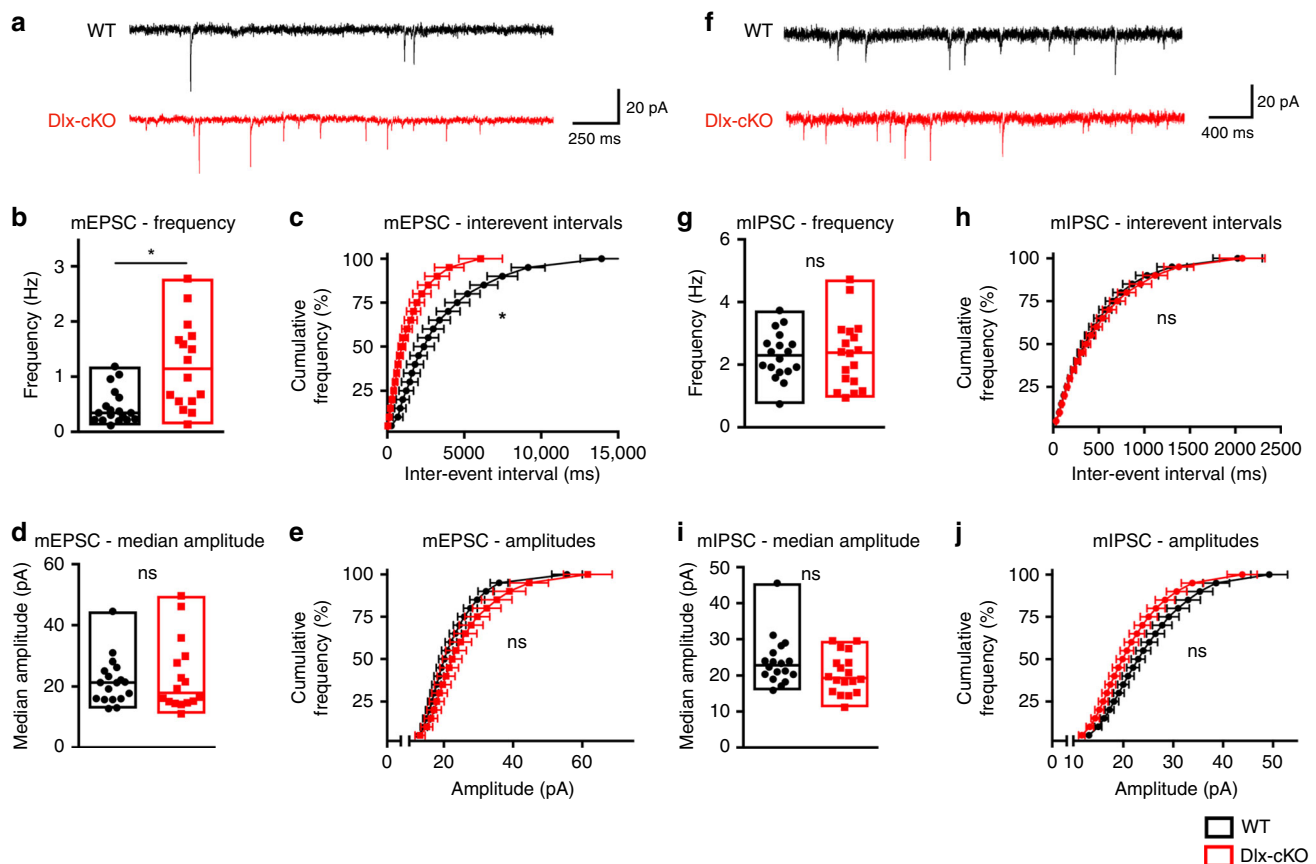 a
WT
Dlx-cKO
20 pA
250 ms
f
WT
Dlx-cKO
20 pA
400 ms
b
mEPSC - frequency
Frequency (Hz)
3
2
1
0
*
c
mEPSC - interevent intervals
Cumulative
frequency (%)
100
75
50
25
*
0
5000
10,000
15,000
Inter-event interval (ms)
g
mIPSC - frequency
Frequency (Hz)
6
4
2
0
ns
h
mIPSC - interevent intervals
Cumulative
frequency (%)
100
75
50
25
ns
0
500
1000
1500
2000
2500
Inter-event interval (ms)
d
mEPSC - median amplitude
Median amplitude (pA)
60
40
20
0
ns
e
mEPSC - amplitudes
Cumulative
frequency (%)
100
75
50
25
ns
0
20
40
60
Amplitude (pA)
i
mIPSC - median amplitude
Median amplitude (pA)
50
40
30
20
10
0
ns
j
mIPSC - amplitudes
Cumulative
frequency (%)
100
75
50
25
ns
0
10
20
30
40
50
Amplitude (pA)
WT
Dlx-cKO